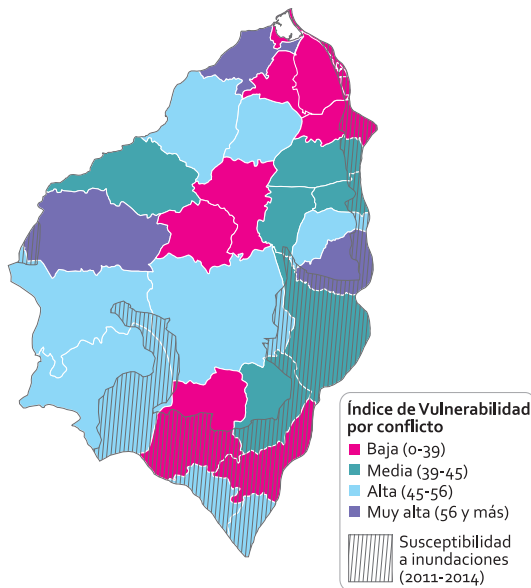 Índice de Vulnerabilidad
por conflicto
Baja (0-39)
Media (39-45)
Alta (45-56)
Muy alta (56 y más)
Susceptibilidad
a inundaciones
(2011-2014)